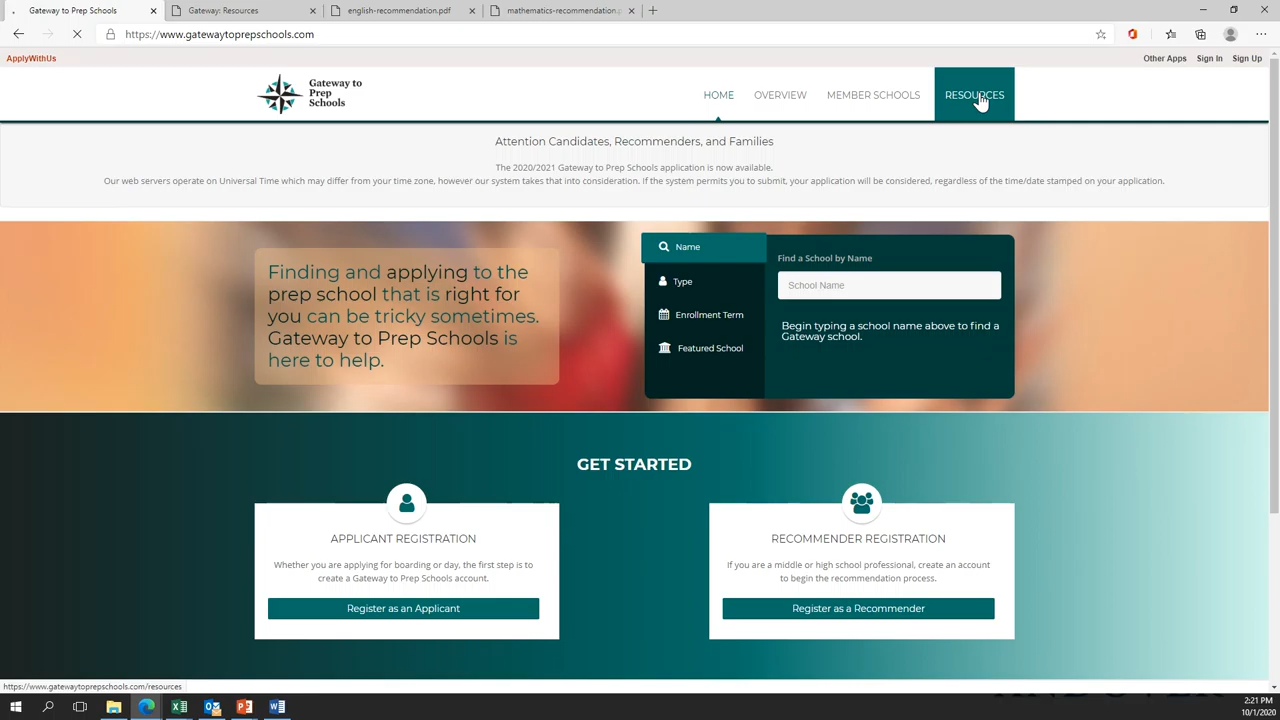 Gateway to Prep Schools
Gateway: Resources
english-recommendation.pdf
mathematics-recommendation.p
https://www.gatewaytoprepschools.com
ApplyWithUs
Other Apps Sign In Sign Up
Gateway to
Prep
Schools
HOME OVERVIEW MEMBER SCHOOLS RESOURCES
Attention Candidates, Recommenders, and Families
The 2020/2021 Gateway to Prep Schools application is now available.
Our web servers operate on Universal Time which may differ from your time zone, however our system takes that into consideration. If the system permits you to submit, your application will be considered, regardless of the time/date stamped on your application.
Finding and applying to the
prep school that is right for
you can be tricky sometimes.
Gateway to Prep Schools is
here to help.
Name
Type
Enrollment Term
Featured School
Find a School by Name
School Name
Begin typing a school name above to find a
Gateway school.
GET STARTED
APPLICANT REGISTRATION
Whether you are applying for boarding or day, the first step is to
create a Gateway to Prep Schools account.
Register as an Applicant
RECOMMENDER REGISTRATION
If you are a middle or high school professional, create an account
to begin the recommendation process.
Register as a Recommender
https://www.gatewaytoprepschools.com/resources
2:21 PM
10/1/2020